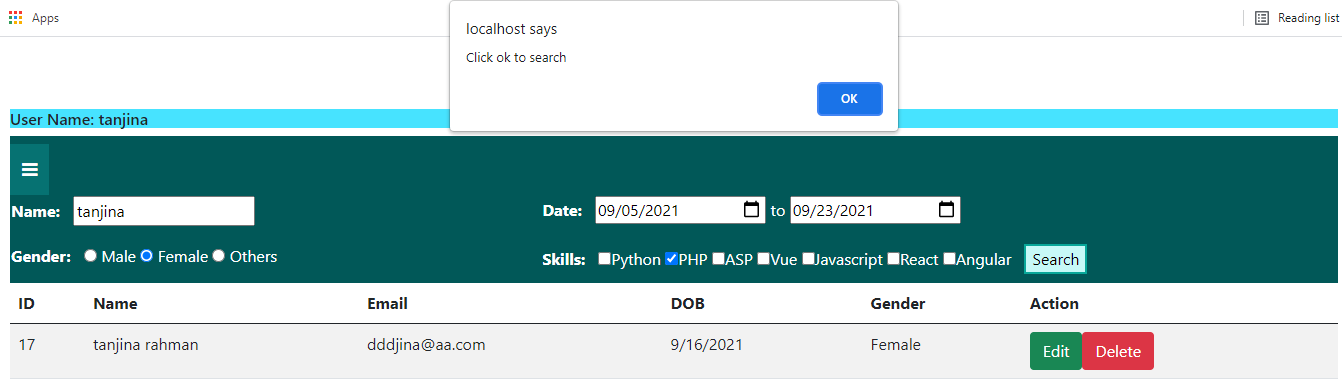 Apps
Reading list
localhost says
Click ok to search
OK
User Name: tanjina
Name: tanjina Date: 09/05/2021 to 09/23/2021
Gender: Male Female Others Skills: Python PHP ASP Vue Javascript React Angular Search
ID Name Email DOB Gender Action
17 tanjina rahman dddjina@aa.com 9/16/2021 Female Edit Delete